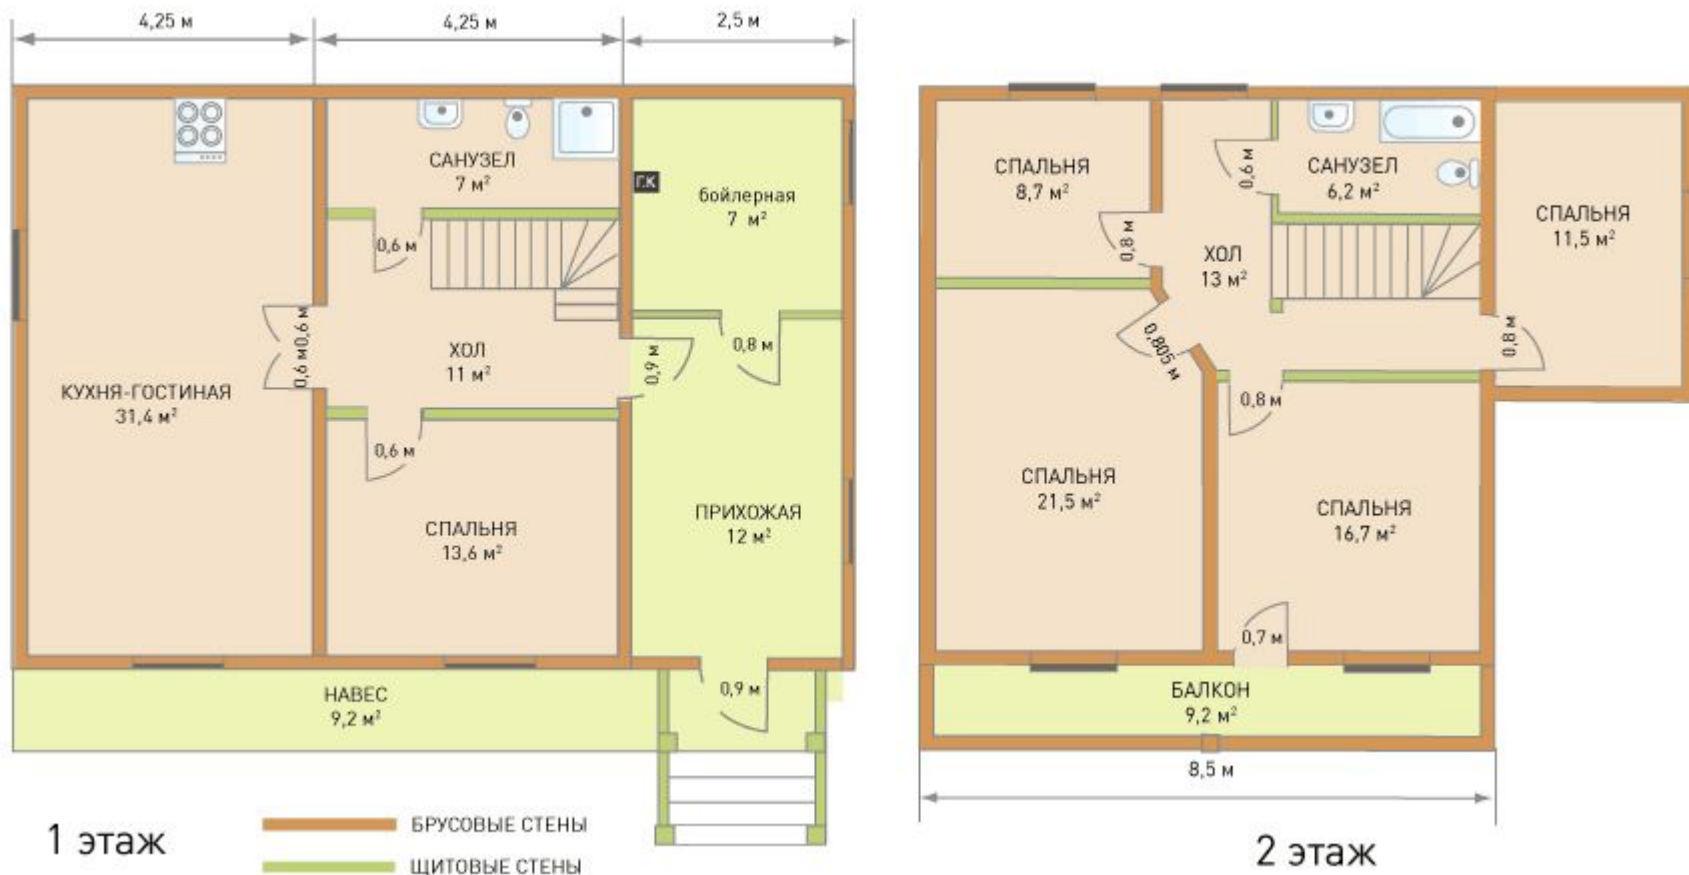 4,25 м
4,25 м
2,5 м
САНУЗЕЛ
7 м²
Г.К
бойлерная
7 м²
0,6 м
0,6 м
0,6 м
ХОЛ
11 м²
0,9 м
0,8 м
КУХНЯ-ГОСТИНАЯ
31,4 м²
0,6 м
СПАЛЬНЯ
13,6 м²
ПРИХОЖАЯ
12 м²
НАВЕС
9,2 м²
0,9 м
1 этаж
БРУСОВЫЕ СТЕНЫ
ЩИТОВЫЕ СТЕНЫ
СПАЛЬНЯ
8,7 м²
0,6 м
САНУЗЕЛ
6,2 м²
СПАЛЬНЯ
11,5 м²
0,8 м
ХОЛ
13 м²
0,805 м
0,8 м
0,8 м
СПАЛЬНЯ
21,5 м²
СПАЛЬНЯ
16,7 м²
0,7 м
БАЛКОН
9,2 м²
8,5 м
2 этаж